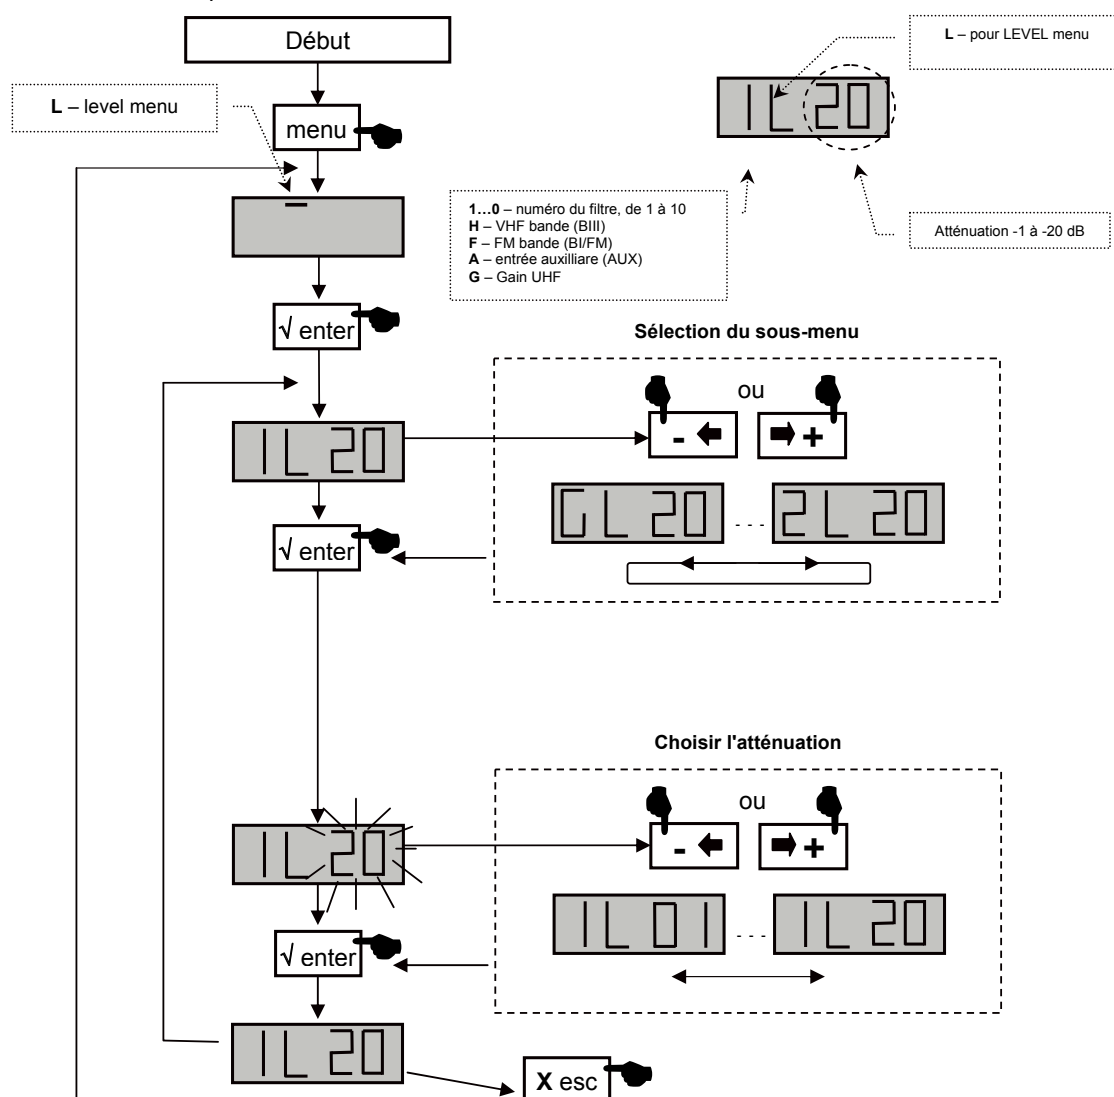 Début
L – pour LEVEL menu
L – level menu
1L 20
menu
1…0 – numéro du filtre, de 1 à 10
H – VHF bande (BIII)
F – FM bande (BI/FM)
A – entrée auxilliare (AUX)
G – Gain UHF
Atténuation -1 à -20 dB
√ enter
Sélection du sous-menu
ou
- +
1L 20
GL 20 ... 2L 20
√ enter
Choisir l'atténuation
ou
- +
1L 20
1L 01 ... 1L 20
√ enter
1L 20
X esc